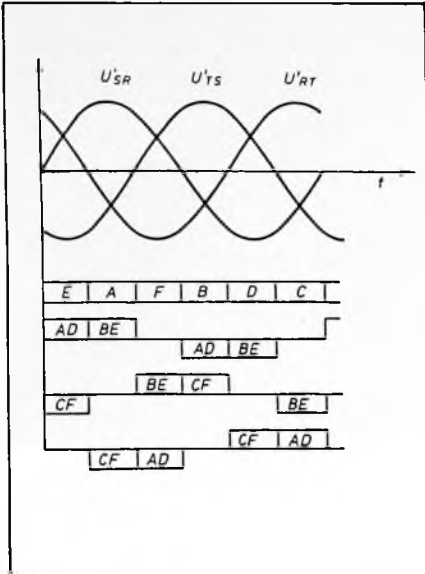 U'SR U'TS U'RT
t
E A F B D C
AD BE
AD BE
BE CF
CF BE
CF AD
CF AD